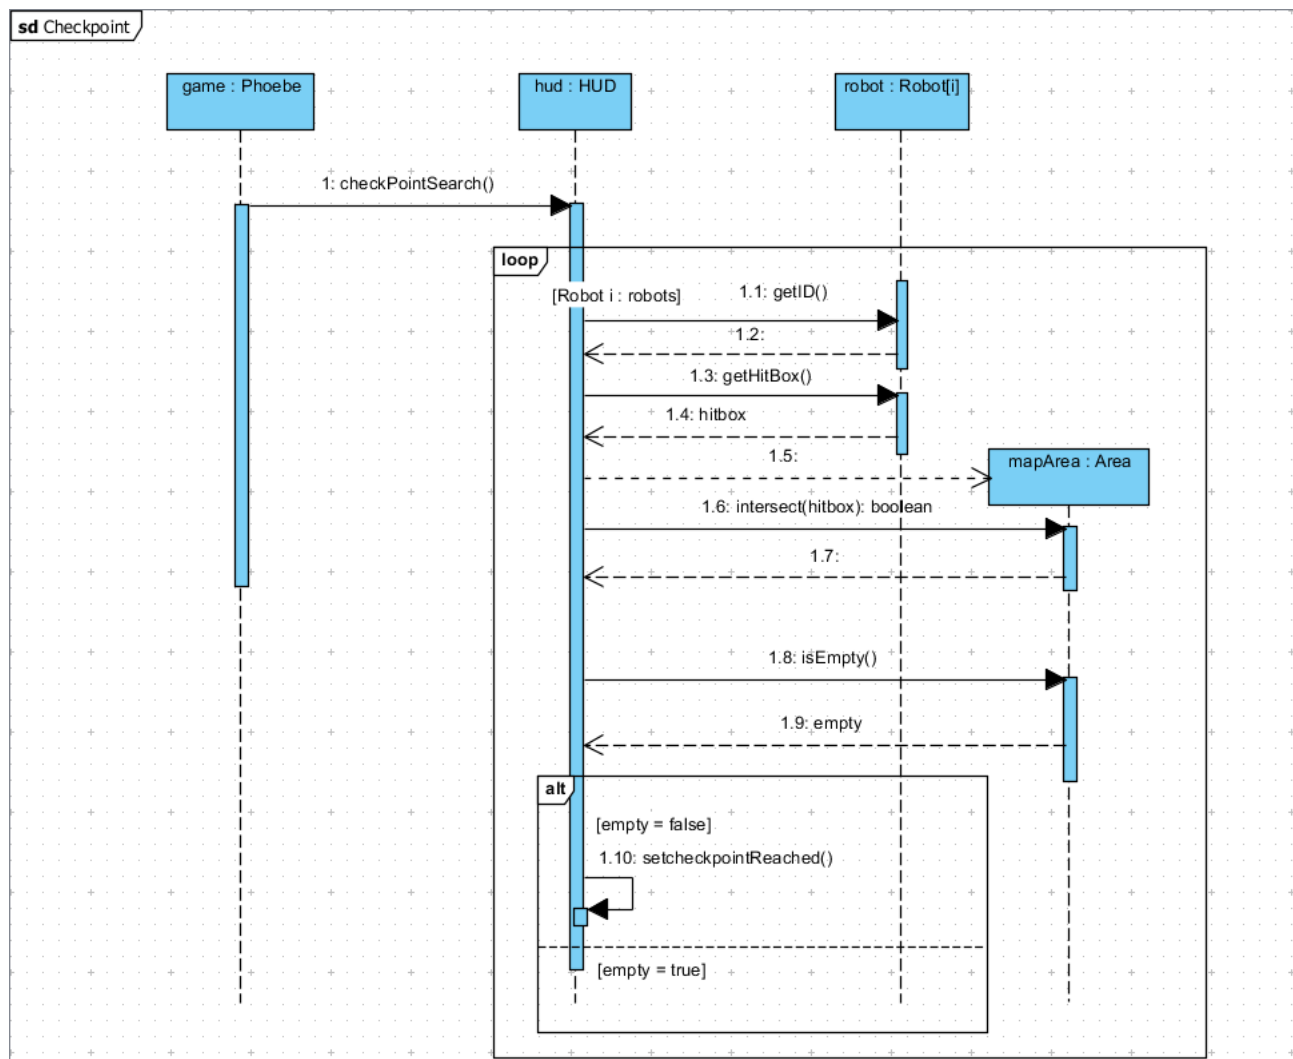 sd Checkpoint
game : Phoebe
hud : HUD
robot : Robot[i]
1: checkPointSearch()
loop
[Robot i : robots]
1.1: getID()
1.2:
1.3: getHitBox()
1.4: hitbox
1.5:
mapArea : Area
1.6: intersect(hitbox): boolean
1.7:
1.8: isEmpty()
1.9: empty
alt
[empty = false]
1.10: setcheckpointReached()
[empty = true]